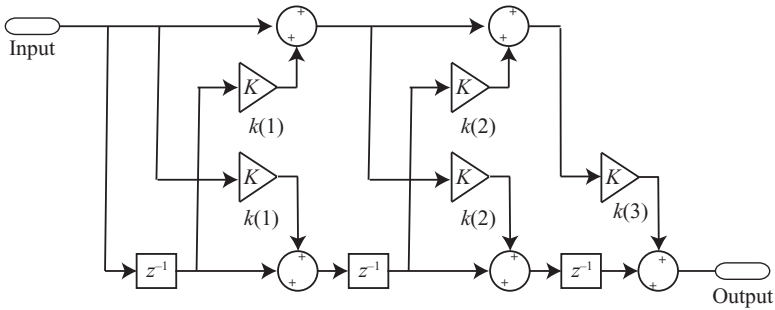 Input
+
+
+
+
K
k(1)
K
k(2)
K
k(1)
K
k(2)
K
k(3)
z⁻¹
+
+
z⁻¹
+
+
z⁻¹
+
+
Output